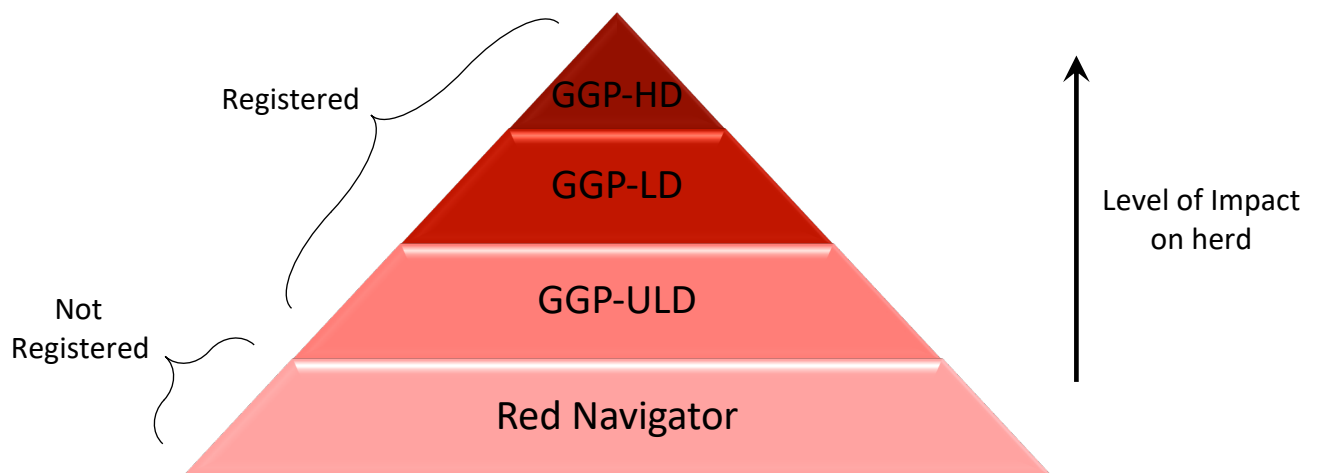 GGP-HD
Registered
GGP-LD
Level of Impact
on herd
GGP-ULD
Not
Registered
Red Navigator